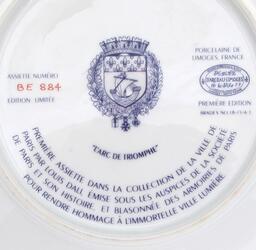 ASSIETTE NUMÉRO
BE 884
EDITION LIMITÉE
PORCELAINE DE
LIMOGES, FRANCE
PREMIÈRE EDITION
"L'ARC DE TRIOMPHE"
PREMIÈRE ASSIETTE DANS LA COLLECTION DE LA VILLE DE
PARIS PAR LOUIS DALI, ÉMISE SOUS LES AUSPICES DE LA SOCIÉTÉ
DE PARIS ET SON HISTOIRE, ET BLASONNÉE DES ARMOIRIES DE PARIS
POUR RENDRE HOMMAGE À L'IMMORTELLE VILLE LUMIÈRE